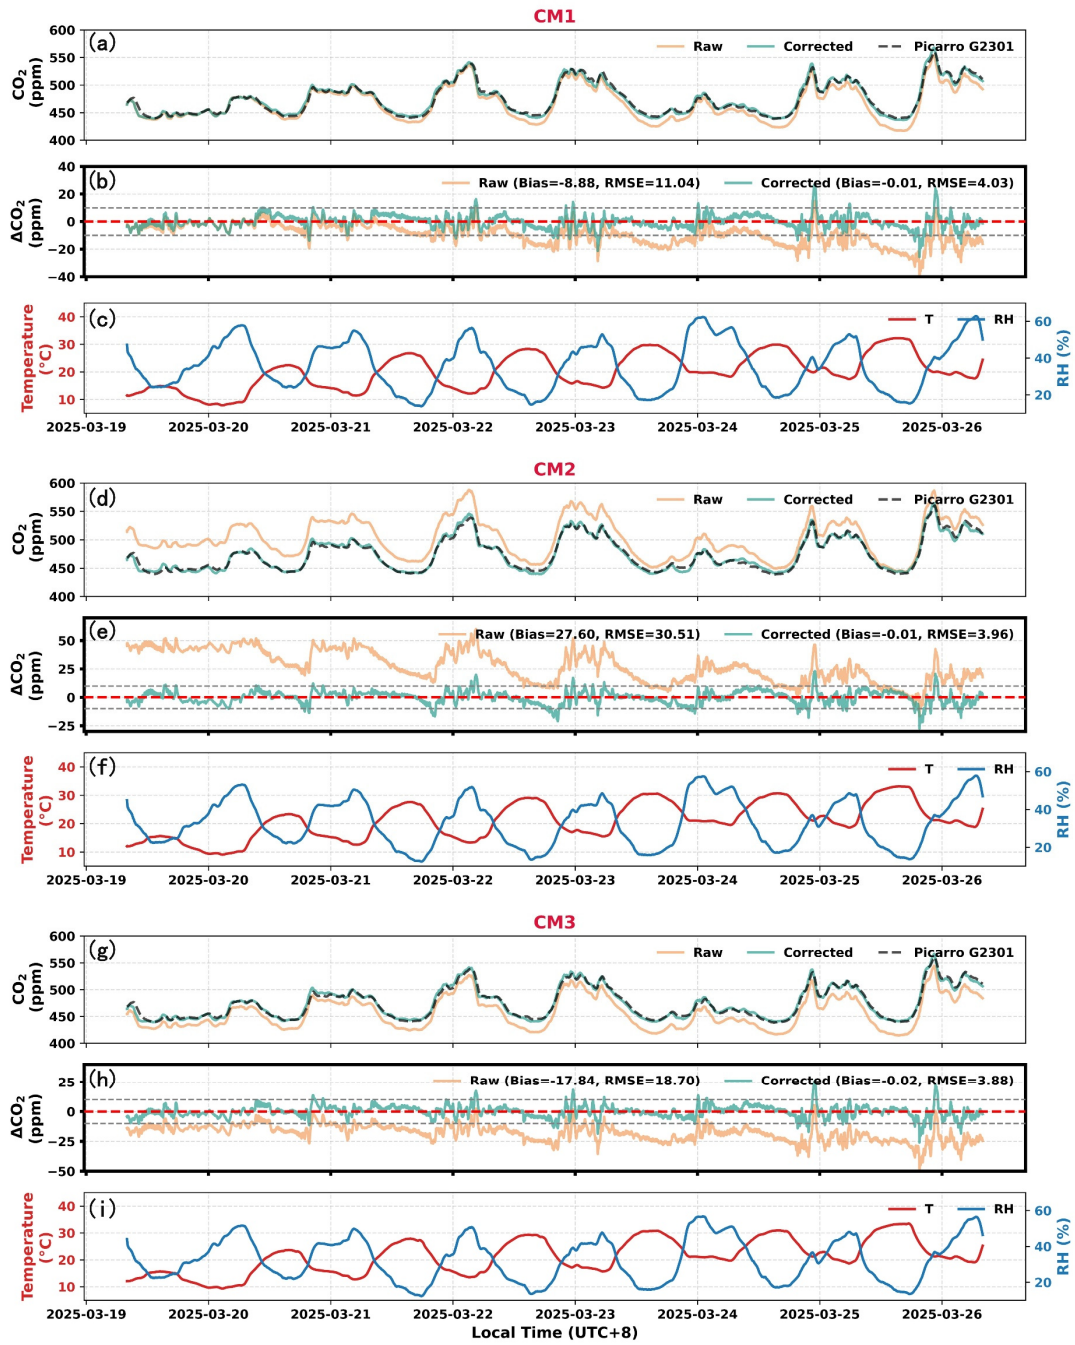 CM1
(a)
Raw
Corrected
Picarro G2301
CO2 (ppm)
600
550
500
450
400
(b)
Raw (Bias=-8.88, RMSE=11.04)
Corrected (Bias=-0.01, RMSE=4.03)
ΔCO2 (ppm)
40
20
0
−20
−40
(c)
T
RH
Temperature (°C)
40
30
20
10
RH (%)
60
40
20
2025-03-19 2025-03-20 2025-03-21 2025-03-22 2025-03-23 2025-03-24 2025-03-25 2025-03-26
CM2
(d)
Raw
Corrected
Picarro G2301
CO2 (ppm)
600
550
500
450
400
(e)
Raw (Bias=27.60, RMSE=30.51)
Corrected (Bias=-0.01, RMSE=3.96)
ΔCO2 (ppm)
50
25
0
−25
(f)
T
RH
Temperature (°C)
40
30
20
10
RH (%)
60
40
20
2025-03-19 2025-03-20 2025-03-21 2025-03-22 2025-03-23 2025-03-24 2025-03-25 2025-03-26
CM3
(g)
Raw
Corrected
Picarro G2301
CO2 (ppm)
600
550
500
450
400
(h)
Raw (Bias=-17.84, RMSE=18.70)
Corrected (Bias=-0.02, RMSE=3.88)
ΔCO2 (ppm)
25
0
−25
−50
(i)
T
RH
Temperature (°C)
40
30
20
10
RH (%)
60
40
20
2025-03-19 2025-03-20 2025-03-21 2025-03-22 2025-03-23 2025-03-24 2025-03-25 2025-03-26
Local Time (UTC+8)